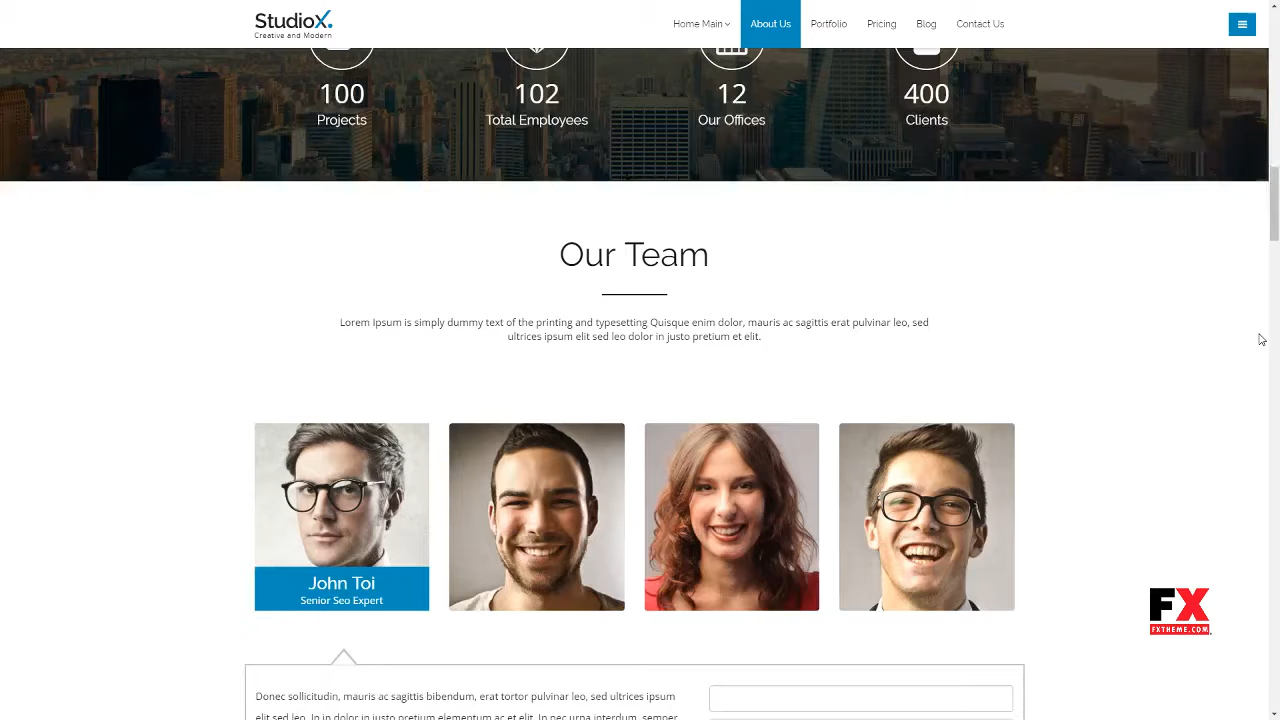 StudioX.
Creative and Modern
Home Main
About Us
Portfolio
Pricing
Blog
Contact Us
100
Projects
102
Total Employees
12
Our Offices
400
Clients
Our Team
Lorem Ipsum is simply dummy text of the printing and typesetting Quisque enim dolor, mauris ac sagittis erat pulvinar leo, sed
ultrices ipsum elit sed leo dolor in justo pretium et elit.
John Toi
Senior Seo Expert
FX
FXTHEME.COM.
Donec sollicitudin, mauris ac sagittis bibendum, erat tortor pulvinar leo, sed ultrices ipsum
elit sed leo. In in dolor in justo pretium elementum ac et elit. In nec urna interdum, semper